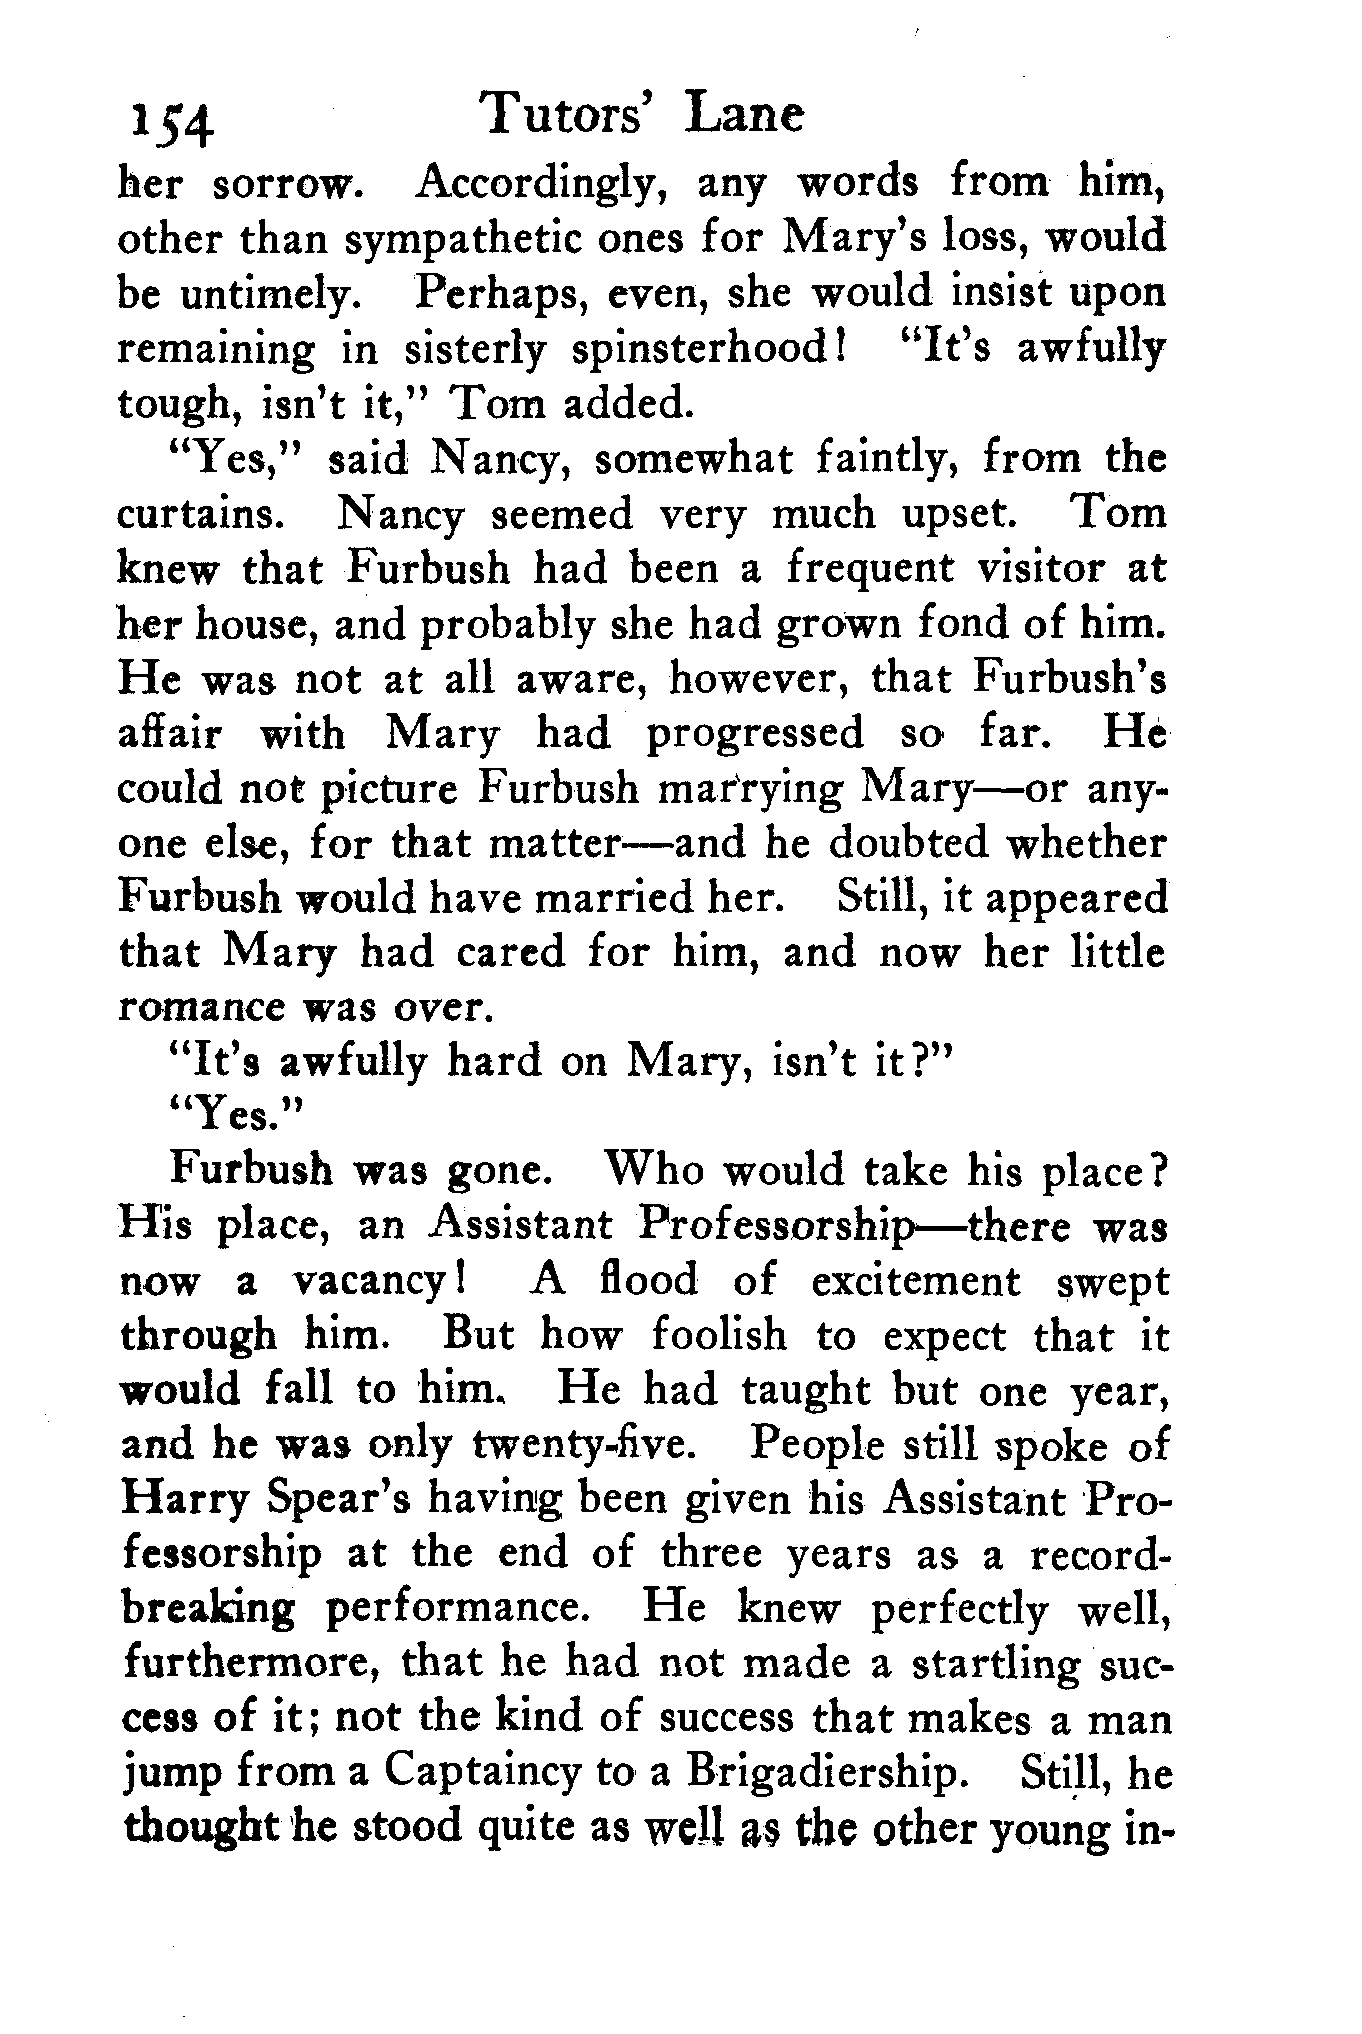 154 Tutors' Lane
her sorrow. Accordingly, any words from him,
other than sympathetic ones for Mary's loss, would
be untimely. Perhaps, even, she would insist upon
remaining in sisterly spinsterhood! "It's awfully
tough, isn't it," Tom added.
"Yes," said Nancy, somewhat faintly, from the
curtains. Nancy seemed very much upset. Tom
knew that Furbush had been a frequent visitor at
her house, and probably she had grown fond of him.
He was not at all aware, however, that Furbush's
affair with Mary had progressed so far. He
could not picture Furbush marrying Mary—or any-
one else, for that matter—and he doubted whether
Furbush would have married her. Still, it appeared
that Mary had cared for him, and now her little
romance was over.
"It's awfully hard on Mary, isn't it?"
"Yes."
Furbush was gone. Who would take his place?
His place, an Assistant Professorship—there was
now a vacancy! A flood of excitement swept
through him. But how foolish to expect that it
would fall to him. He had taught but one year,
and he was only twenty-five. People still spoke of
Harry Spear's having been given his Assistant Pro-
fessorship at the end of three years as a record-
breaking performance. He knew perfectly well,
furthermore, that he had not made a startling suc-
cess of it; not the kind of success that makes a man
jump from a Captaincy to a Brigadiership. Still, he
thought he stood quite as well as the other young in-